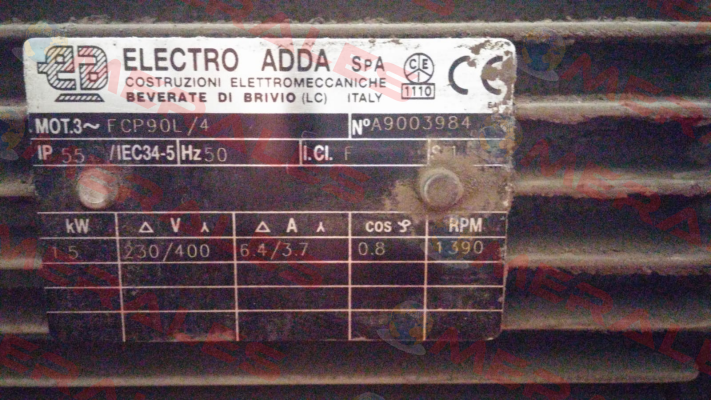 ELECTRO ADDA SPA
COSTRUZIONI ELETTROMECCANICHE
BEVERATE DI BRIVIO (LC) ITALY
CEI
1110
CE
MOT.3~ FCP90L/4 NºA9003984
IP 55 /IEC34-5 Hz 50 I.Cl. F S1
kW Δ V ⅄ Δ A ⅄ cos φ RPM
1.5 230/400 6.4/3.7 0.8 1390